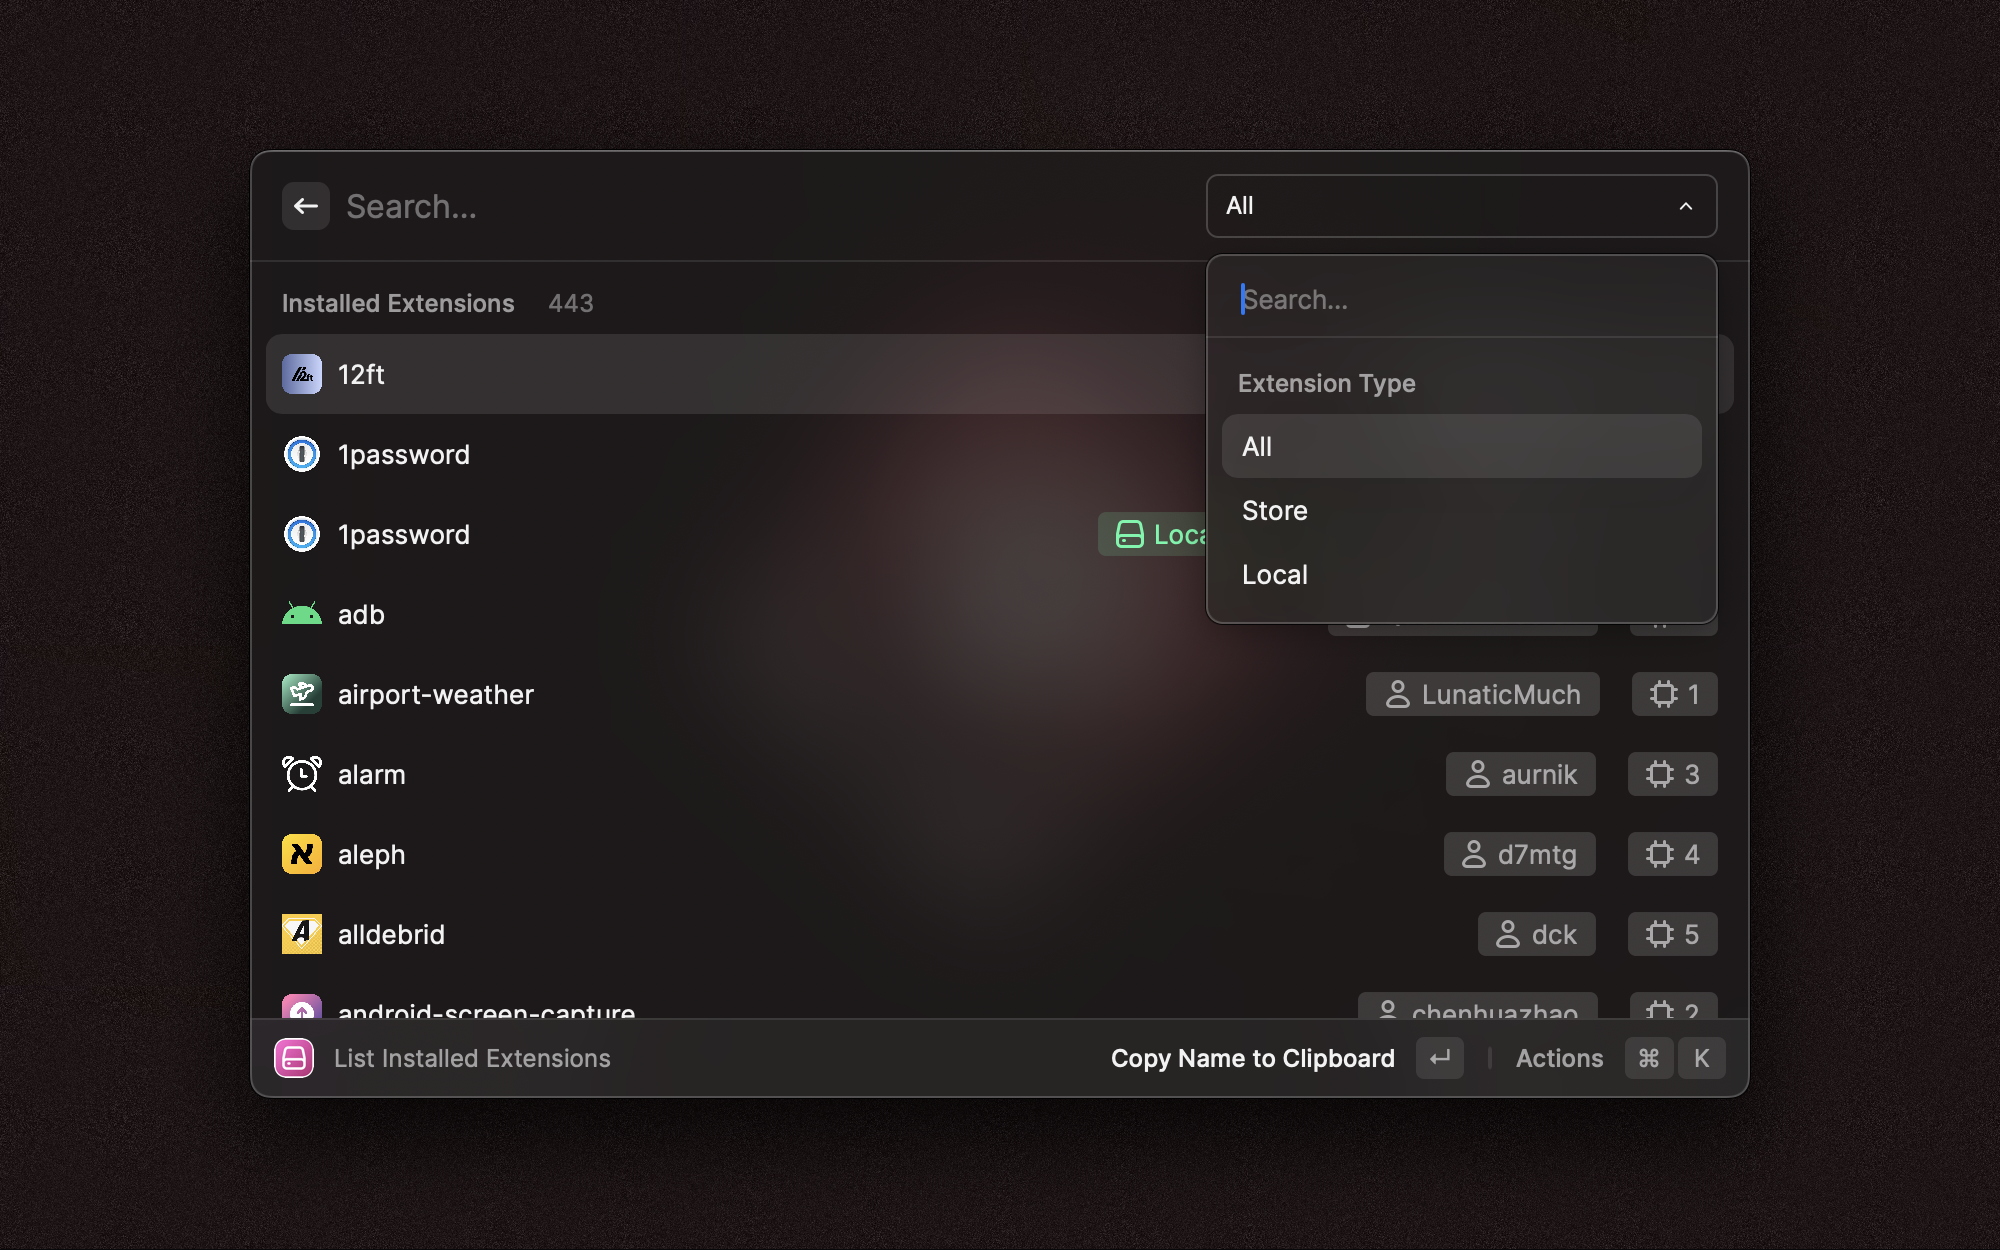 Search...
All
Search...
Installed Extensions 443
Extension Type
12ft
All
1password
Store
1password
Local
adb
airport-weather LunaticMuch 1
alarm aurnik 3
aleph d7mtg 4
alldebrid dck 5
android-screen-capture chenhuazhao 2
List Installed Extensions Copy Name to Clipboard Actions ⌘ K